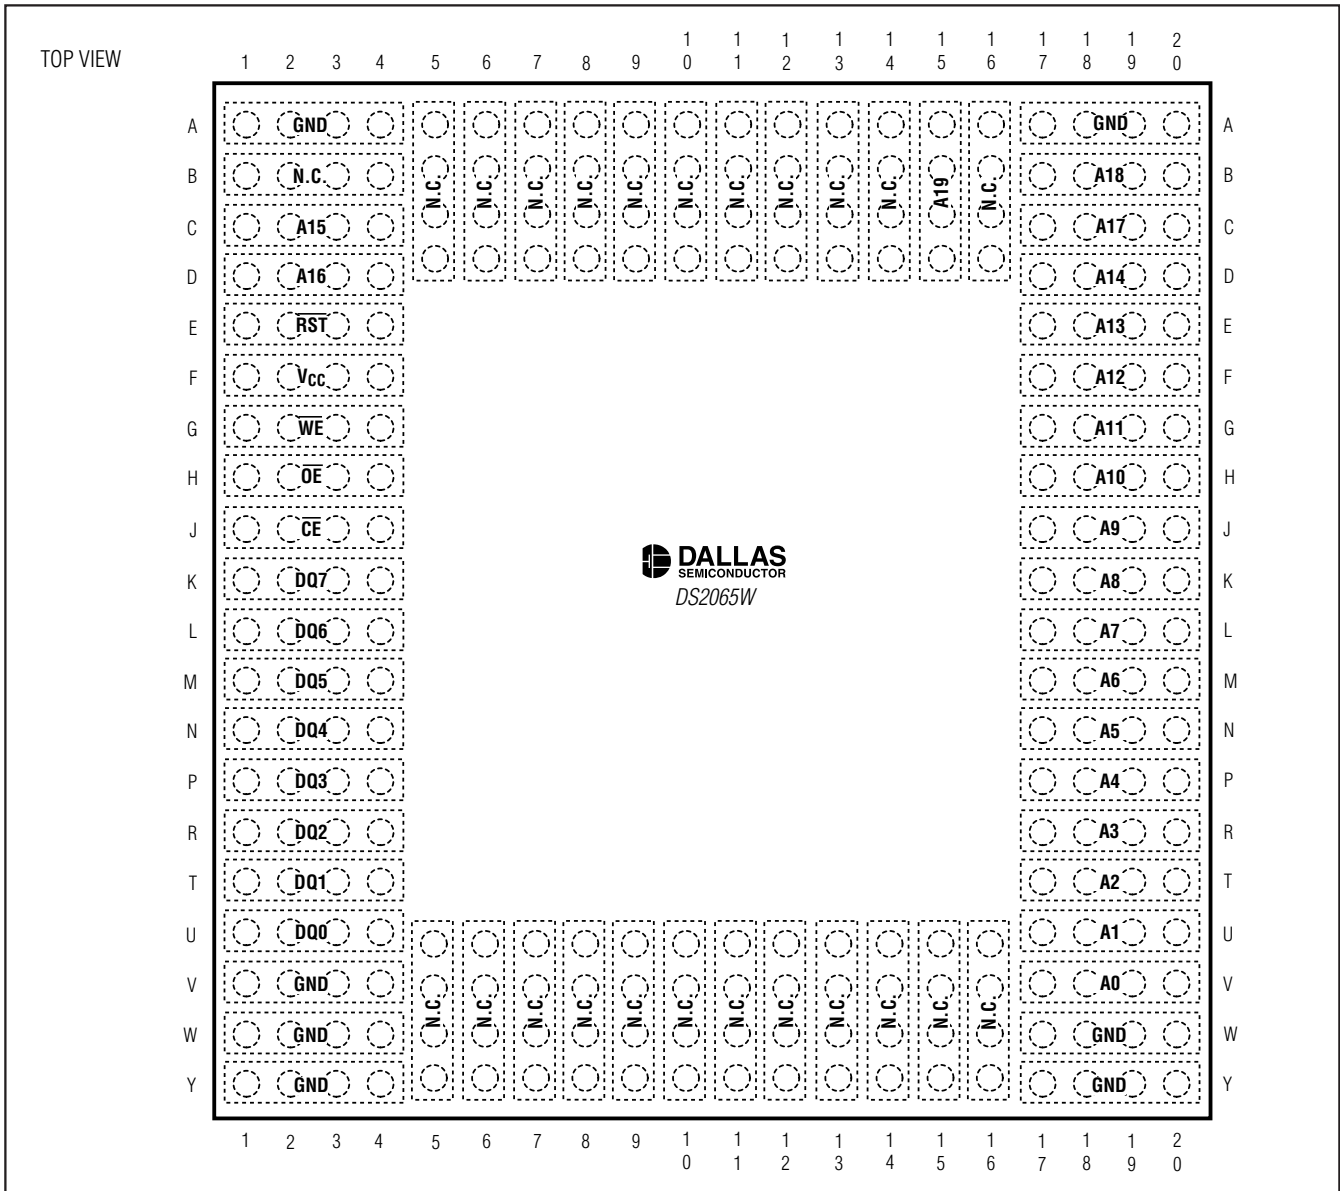 TOP VIEW
1 2 3 4 5 6 7 8 9 10 11 12 13 14 15 16 17 18 19 20
A GND N.C. N.C. N.C. N.C. N.C. N.C. N.C. N.C. N.C. N.C. A19 N.C. GND A
B N.C. A18 B
C A15 A17 C
D A16 A14 D
E R̅S̅T̅ A13 E
F VCC A12 F
G W̅E̅ A11 G
H O̅E̅ A10 H
J C̅E̅ A9 J
K DQ7 A8 K
L DQ6 A7 L
M DQ5 A6 M
N DQ4 A5 N
P DQ3 A4 P
R DQ2 A3 R
T DQ1 A2 T
U DQ0 A1 U
V GND N.C. N.C. N.C. N.C. N.C. N.C. N.C. N.C. N.C. N.C. N.C. N.C. A0 V
W GND GND W
Y GND GND Y
DALLAS
SEMICONDUCTOR
DS2065W
1 2 3 4 5 6 7 8 9 10 11 12 13 14 15 16 17 18 19 20